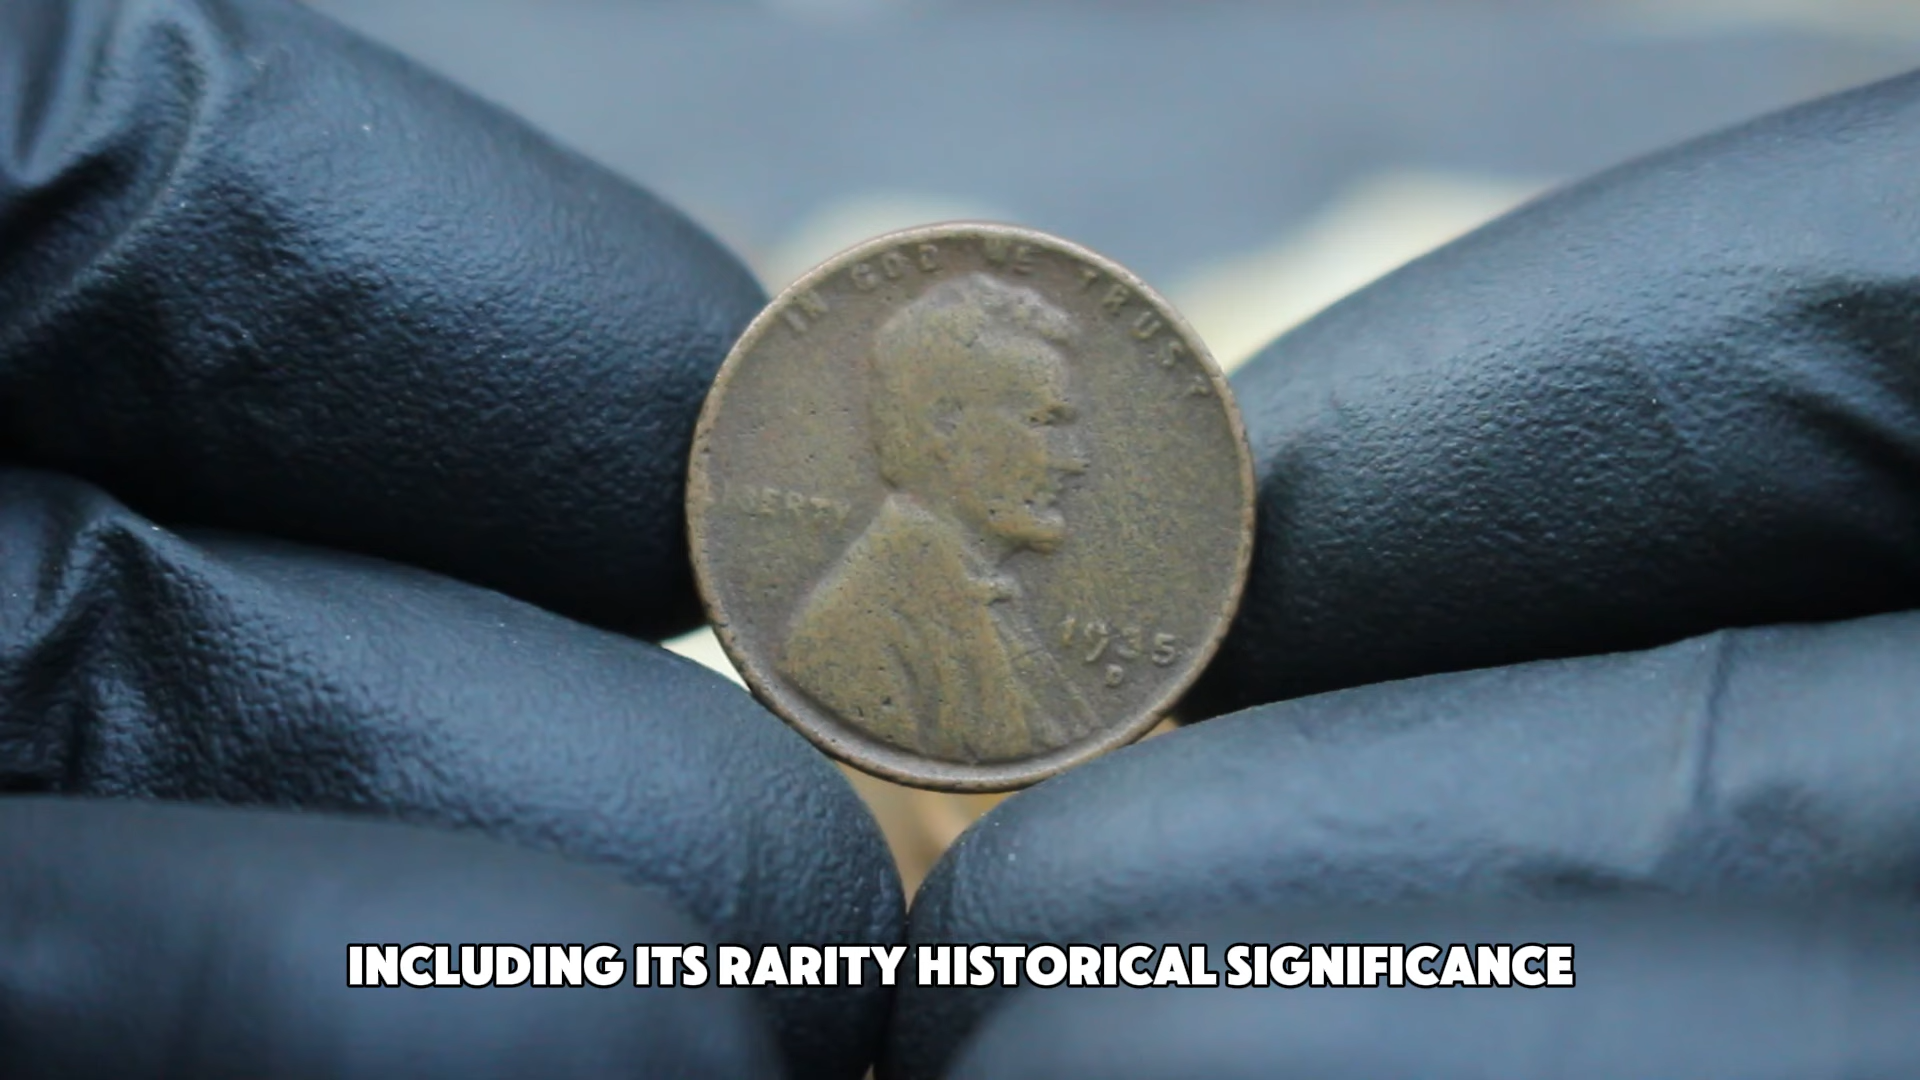 IN GOD WE TRUST
LIBERTY
1935
D
INCLUDING ITS RARITY HISTORICAL SIGNIFICANCE